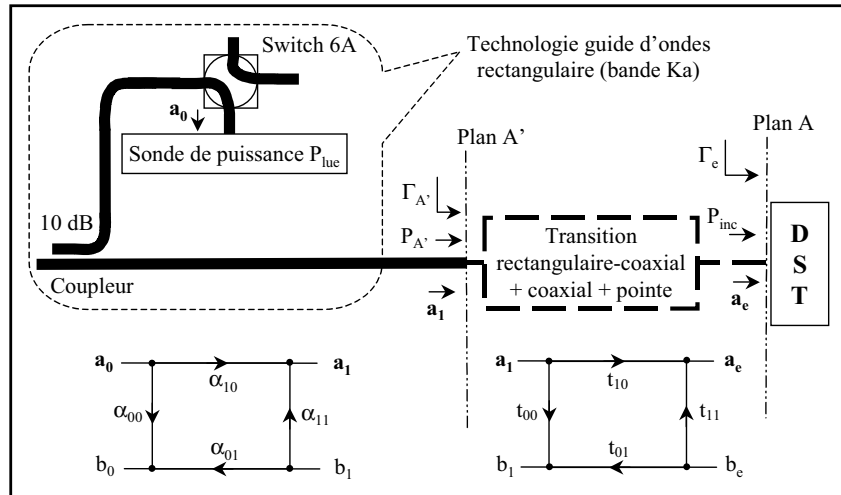 Switch 6A
Technologie guide d'ondes
rectangulaire (bande Ka)
a0
Sonde de puissance Plue
Plan A'
Plan A
Γe
ΓA'
10 dB
PA'
Pinc
Transition
rectangulaire-coaxial
+ coaxial + pointe
D
S
T
Coupleur
a1
ae
a0
α10
a1
α00
α11
b0
α01
b1
a1
t10
ae
t00
t11
b1
t01
be